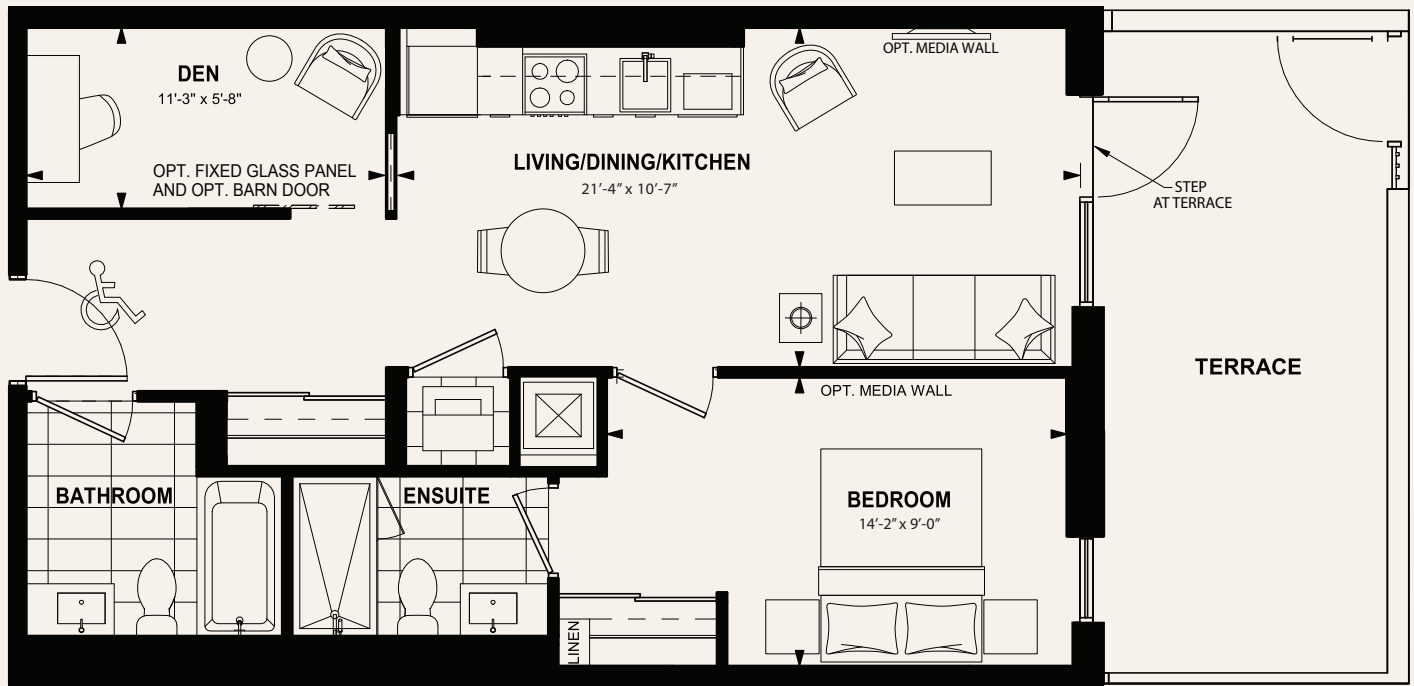 DEN
11'-3" x 5'-8"
OPT. FIXED GLASS PANEL
AND OPT. BARN DOOR
OPT. MEDIA WALL
LIVING/DINING/KITCHEN
21'-4" x 10'-7"
STEP
AT TERRACE
TERRACE
OPT. MEDIA WALL
BATHROOM
ENSUITE
BEDROOM
14'-2" x 9'-0"
LINEN